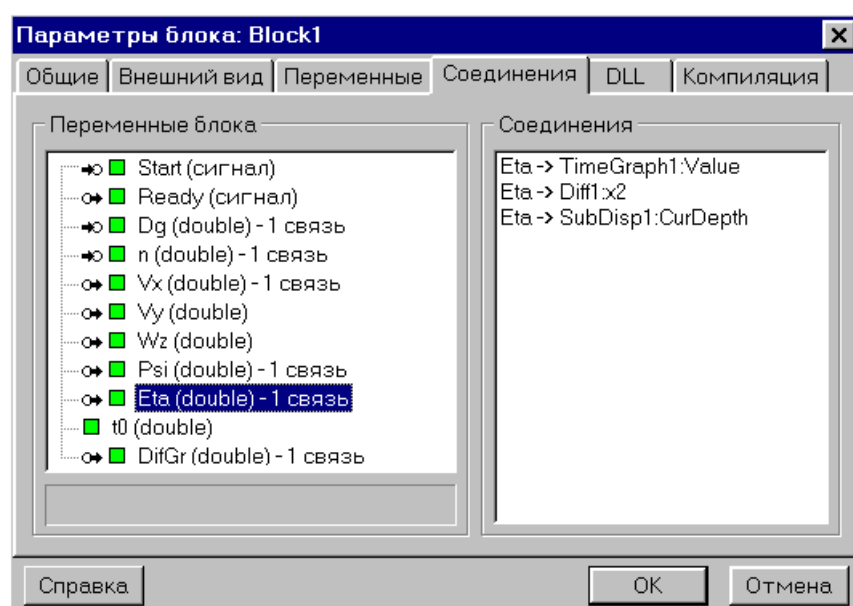 Параметры блока: Block1
Общие Внешний вид Переменные Соединения DLL Компиляция
Переменные блока
Start (сигнал)
Ready (сигнал)
Dg (double) - 1 связь
n (double) - 1 связь
Vx (double) - 1 связь
Vy (double)
Wz (double)
Psi (double) - 1 связь
Eta (double) - 1 связь
t0 (double)
DifGr (double) - 1 связь
Соединения
Eta -> TimeGraph1:Value
Eta -> Diff1:x2
Eta -> SubDisp1:CurDepth
Справка OK Отмена